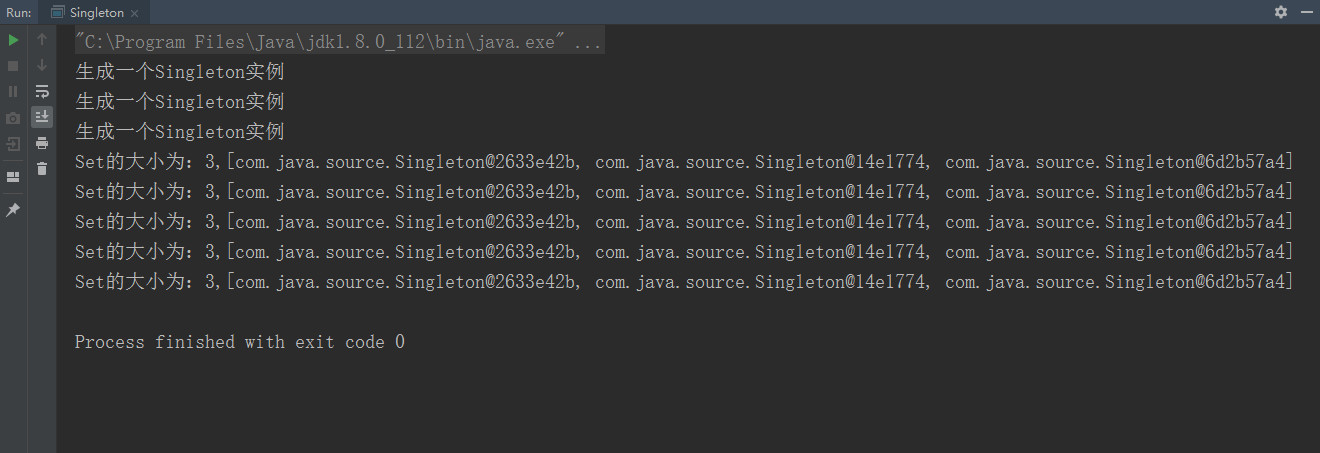 Run: Singleton
"C:\Program Files\Java\jdk1.8.0_112\bin\java.exe" ...
生成一个Singleton实例
生成一个Singleton实例
生成一个Singleton实例
Set的大小为：3,[com.java.source.Singleton@2633e42b, com.java.source.Singleton@14e1774, com.java.source.Singleton@6d2b57a4]
Set的大小为：3,[com.java.source.Singleton@2633e42b, com.java.source.Singleton@14e1774, com.java.source.Singleton@6d2b57a4]
Set的大小为：3,[com.java.source.Singleton@2633e42b, com.java.source.Singleton@14e1774, com.java.source.Singleton@6d2b57a4]
Set的大小为：3,[com.java.source.Singleton@2633e42b, com.java.source.Singleton@14e1774, com.java.source.Singleton@6d2b57a4]
Set的大小为：3,[com.java.source.Singleton@2633e42b, com.java.source.Singleton@14e1774, com.java.source.Singleton@6d2b57a4]
Process finished with exit code 0